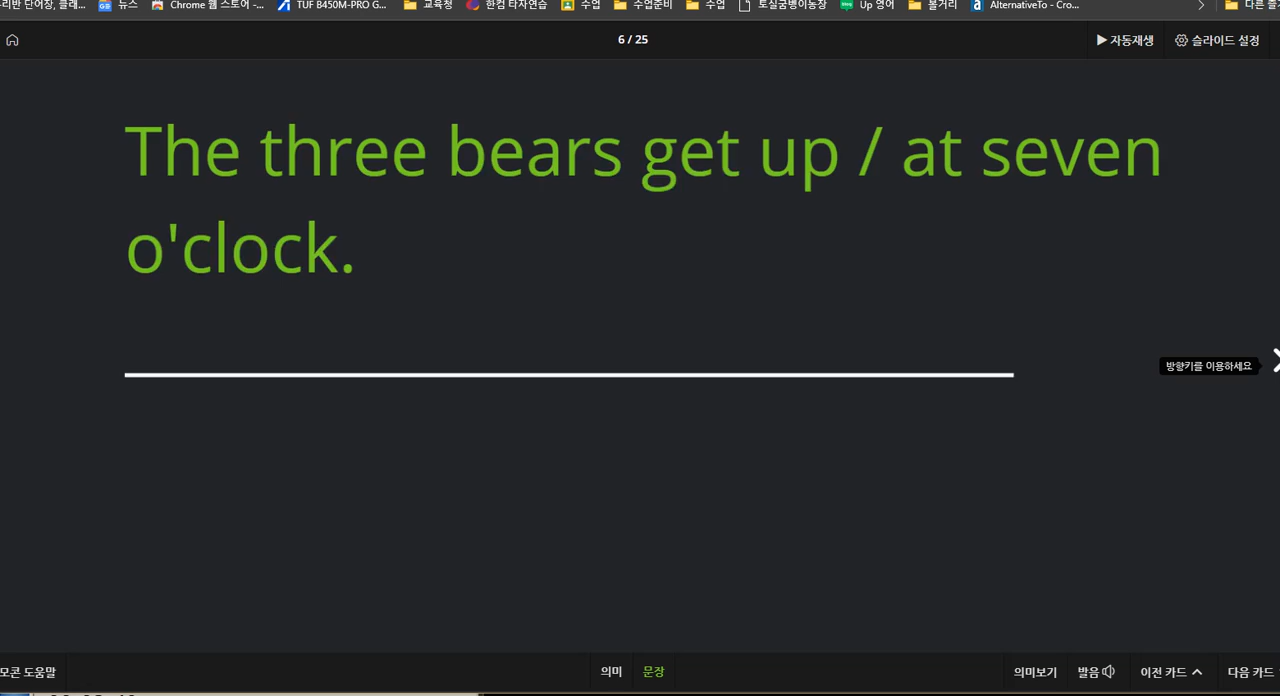 리반 단어장, 클래... 뉴스 Chrome 웹 스토어 -... TUF B450M-PRO G... 교육청 한컴 타자연습 수업 수업준비 수업 토실굼벵이농장 Up 영어 볼거리 AlternativeTo - Cro... 다른 즐
6 / 25 자동재생 슬라이드 설정
The three bears get up / at seven
o'clock.
방향키를 이용하세요
모콘 도움말 의미 문장 의미보기 발음 이전 카드 다음 카드